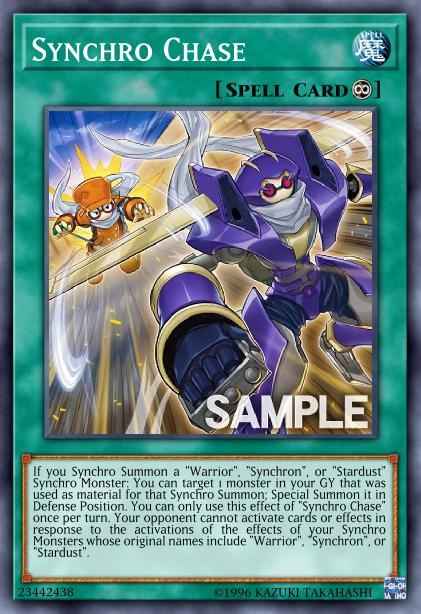 SYNCHRO CHASE
SPELL
魔
[SPELL CARD]
SAMPLE
If you Synchro Summon a "Warrior", "Synchron", or "Stardust"
Synchro Monster: You can target 1 monster in your GY that was
used as material for that Synchro Summon; Special Summon it in
Defense Position. You can only use this effect of "Synchro Chase"
once per turn. Your opponent cannot activate cards or effects in
response to the activations of the effects of your Synchro
Monsters whose original names include "Warrior", "Synchron", or
"Stardust".
23442438
©1996 KAZUKI TAKAHASHI